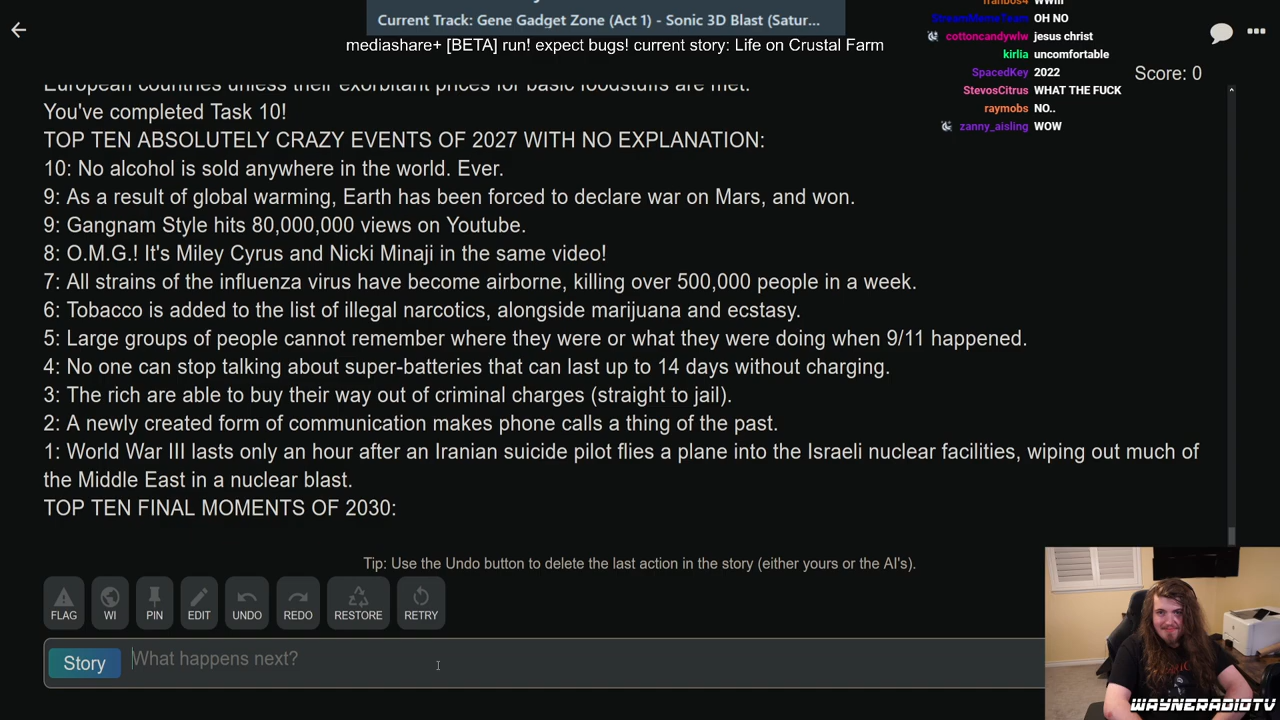 Current Track: Gene Gadget Zone (Act 1) - Sonic 3D Blast (Satur...
mediashare+ [BETA] run! expect bugs! current story: Life on Crustal Farm
franbos4 WWIII
StreamMemeTeam OH NO
cottoncandywlw jesus christ
kirlia uncomfortable
SpacedKey 2022
StevosCitrus WHAT THE FUCK
raymobs NO..
zanny_aisling WOW
Score: 0
European countries unless their exorbitant prices for basic foodstuffs are met.
You've completed Task 10!
TOP TEN ABSOLUTELY CRAZY EVENTS OF 2027 WITH NO EXPLANATION:
10: No alcohol is sold anywhere in the world. Ever.
9: As a result of global warming, Earth has been forced to declare war on Mars, and won.
9: Gangnam Style hits 80,000,000 views on Youtube.
8: O.M.G.! It's Miley Cyrus and Nicki Minaji in the same video!
7: All strains of the influenza virus have become airborne, killing over 500,000 people in a week.
6: Tobacco is added to the list of illegal narcotics, alongside marijuana and ecstasy.
5: Large groups of people cannot remember where they were or what they were doing when 9/11 happened.
4: No one can stop talking about super-batteries that can last up to 14 days without charging.
3: The rich are able to buy their way out of criminal charges (straight to jail).
2: A newly created form of communication makes phone calls a thing of the past.
1: World War III lasts only an hour after an Iranian suicide pilot flies a plane into the Israeli nuclear facilities, wiping out much of
the Middle East in a nuclear blast.
TOP TEN FINAL MOMENTS OF 2030:
Tip: Use the Undo button to delete the last action in the story (either yours or the AI's).
FLAG WI PIN EDIT UNDO REDO RESTORE RETRY
Story What happens next?
WAYNERADIOTV